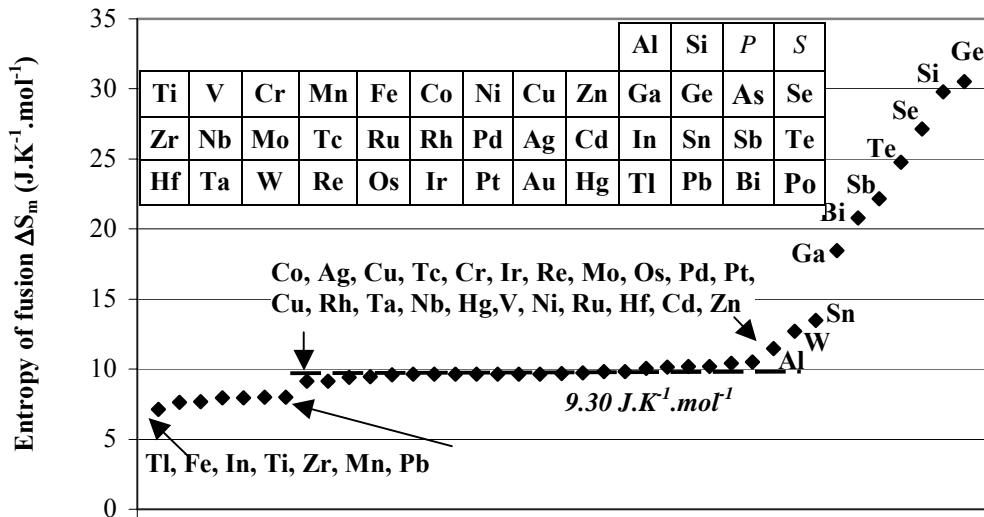 Entropy of fusion ΔSm (J.K⁻¹.mol⁻¹)
35
30
25
20
15
10
5
0
Al Si P S
Ti V Cr Mn Fe Co Ni Cu Zn Ga Ge As Se
Zr Nb Mo Tc Ru Rh Pd Ag Cd In Sn Sb Te
Hf Ta W Re Os Ir Pt Au Hg Tl Pb Bi Po
Ge
Si
Se
Te
Sb
Bi
Ga
Sn
W
Al
Co, Ag, Cu, Tc, Cr, Ir, Re, Mo, Os, Pd, Pt,
Cu, Rh, Ta, Nb, Hg,V, Ni, Ru, Hf, Cd, Zn
9.30 J.K⁻¹.mol⁻¹
Tl, Fe, In, Ti, Zr, Mn, Pb